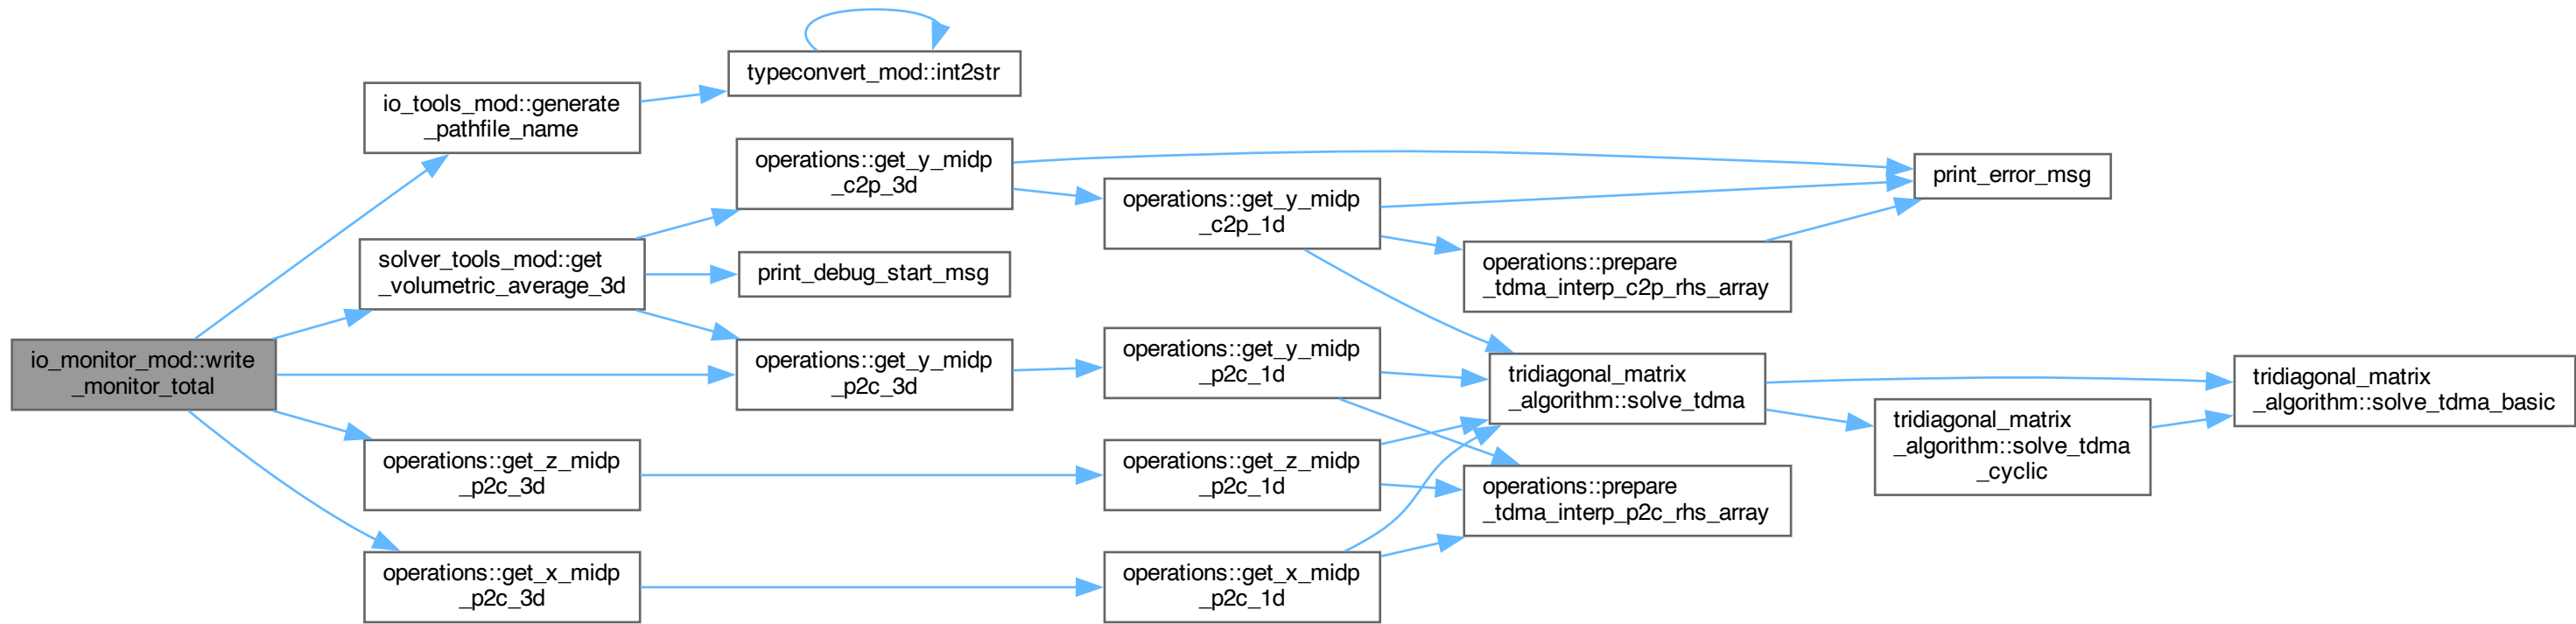 io_monitor_mod::write
_monitor_total
io_tools_mod::generate
_pathfile_name
typeconvert_mod::int2str
solver_tools_mod::get
_volumetric_average_3d
operations::get_y_midp
_c2p_3d
print_debug_start_msg
operations::get_y_midp
_p2c_3d
operations::get_z_midp
_p2c_3d
operations::get_x_midp
_p2c_3d
operations::get_y_midp
_c2p_1d
operations::get_y_midp
_p2c_1d
operations::get_z_midp
_p2c_1d
operations::get_x_midp
_p2c_1d
print_error_msg
operations::prepare
_tdma_interp_c2p_rhs_array
tridiagonal_matrix
_algorithm::solve_tdma
operations::prepare
_tdma_interp_p2c_rhs_array
tridiagonal_matrix
_algorithm::solve_tdma
_cyclic
tridiagonal_matrix
_algorithm::solve_tdma_basic